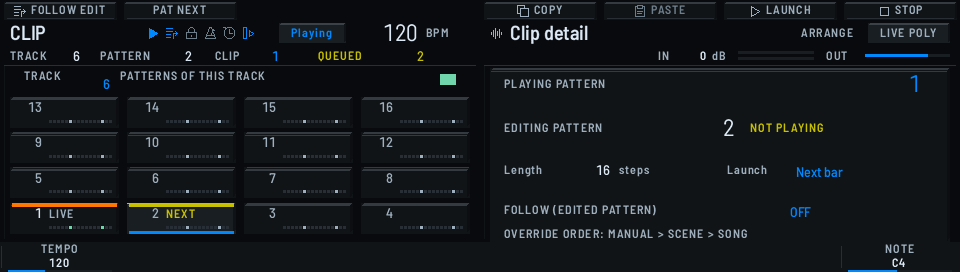 FOLLOW EDIT PAT NEXT COPY PASTE LAUNCH STOP
CLIP Playing 120 BPM Clip detail ARRANGE LIVE POLY
TRACK 6 PATTERN 2 CLIP 1 QUEUED 2 IN 0 dB OUT
TRACK 6 PATTERNS OF THIS TRACK
PLAYING PATTERN 1
13 14 15 16
EDITING PATTERN 2 NOT PLAYING
9 10 11 12
Length 16 steps Launch Next bar
5 6 7 8
FOLLOW (EDITED PATTERN) OFF
1 LIVE 2 NEXT 3 4
OVERRIDE ORDER: MANUAL > SCENE > SONG
TEMPO NOTE
120 C4